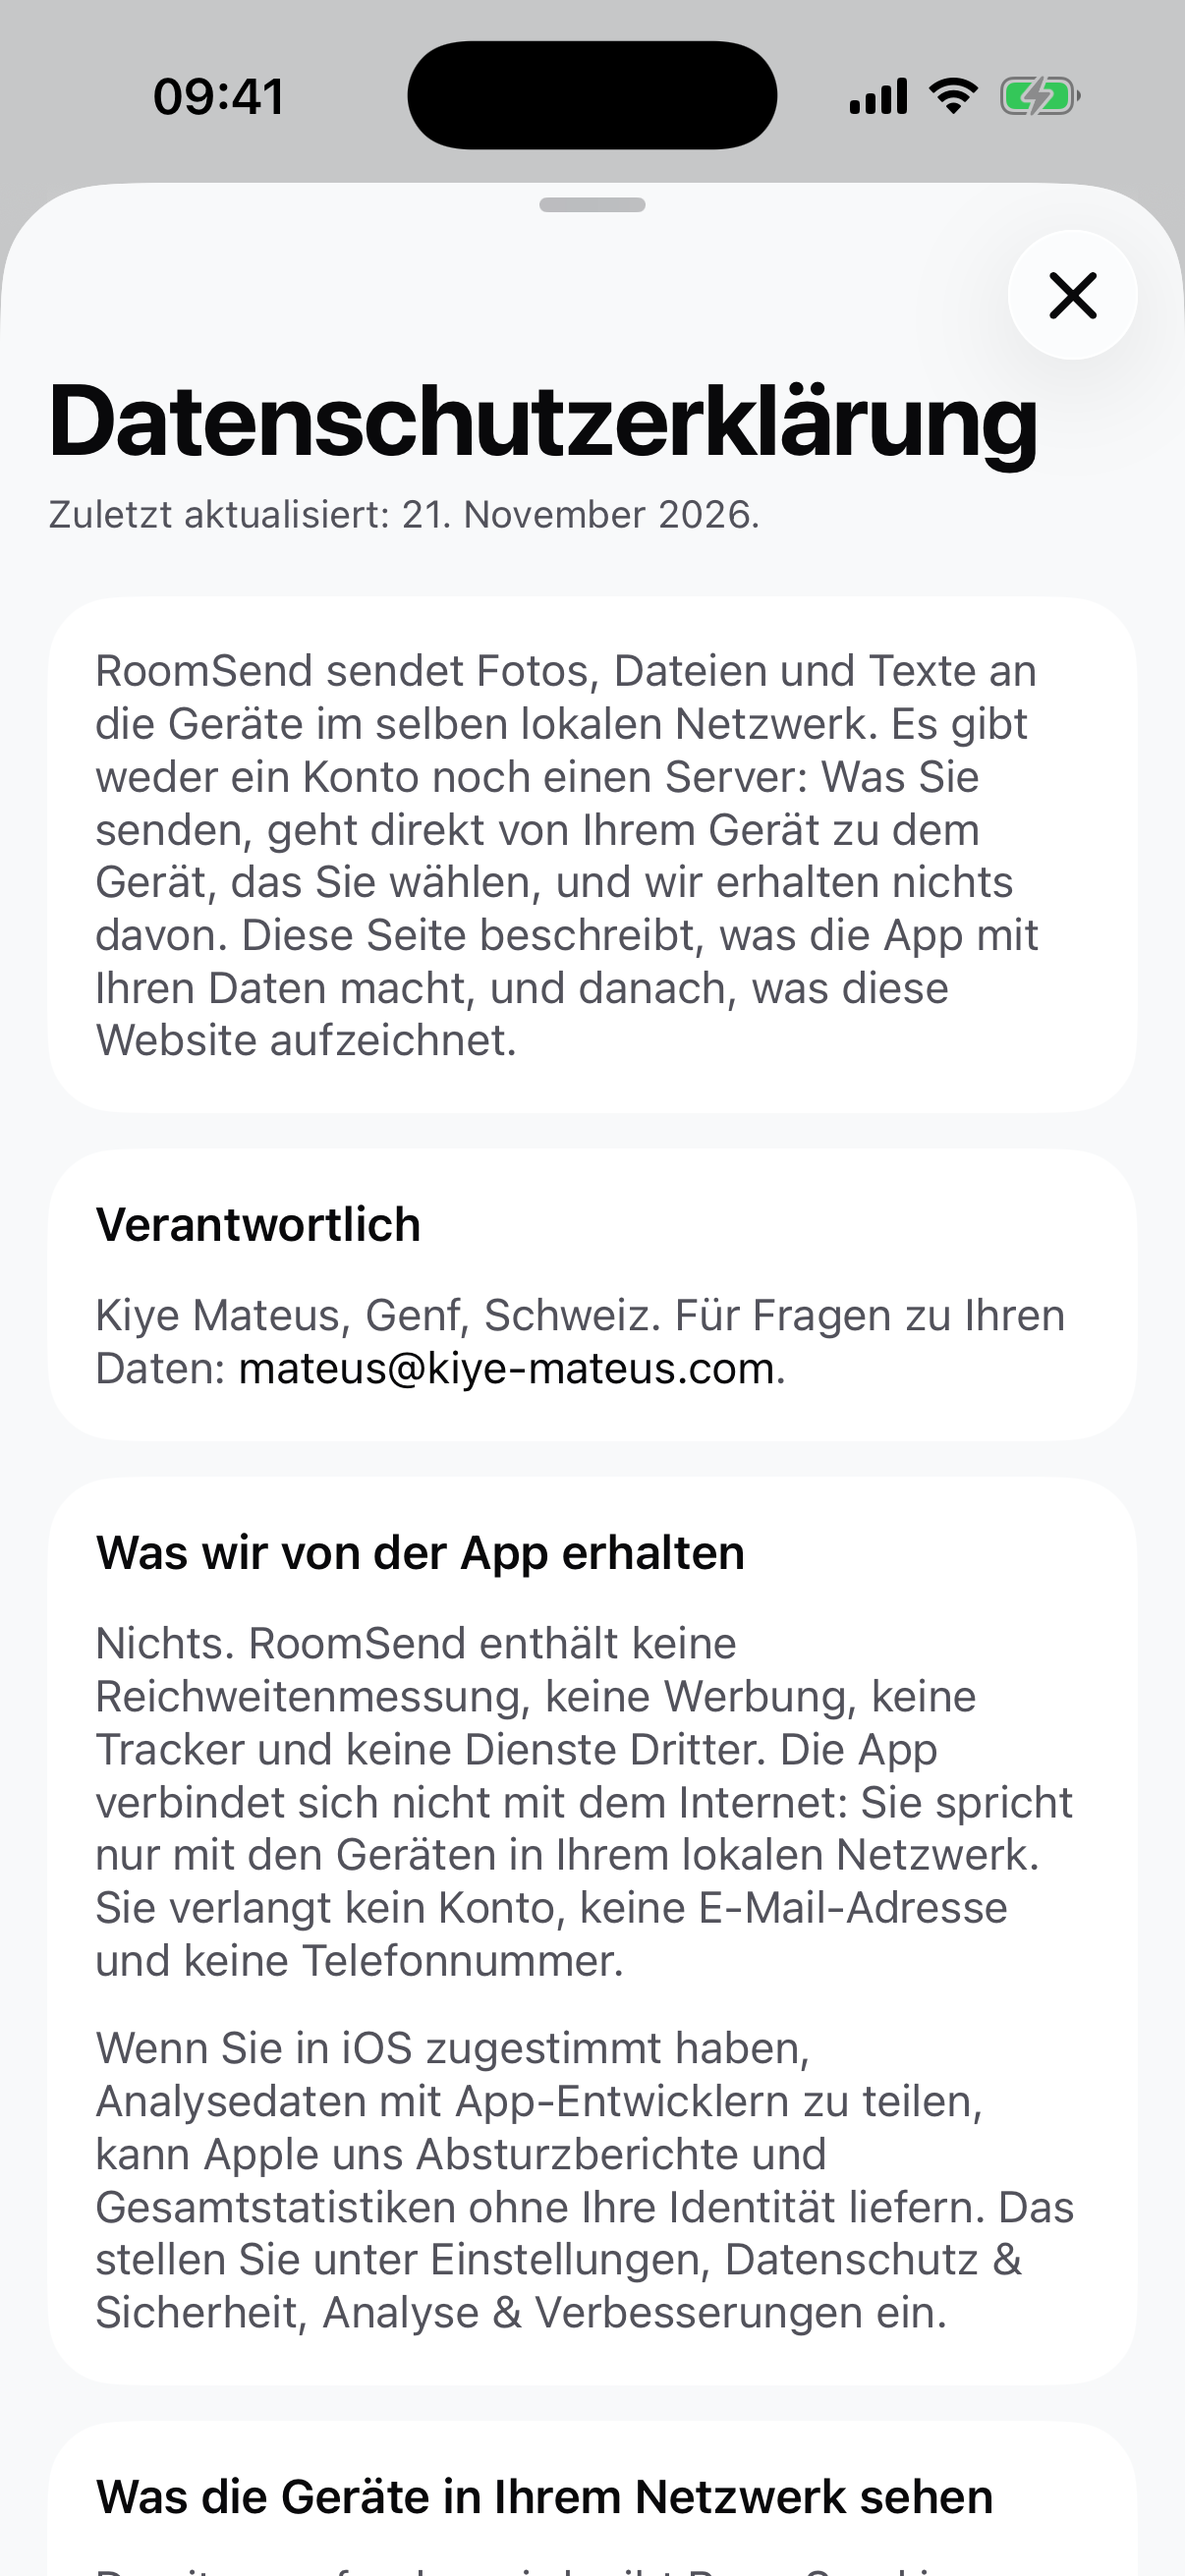 09:41
Datenschutzerklärung
Zuletzt aktualisiert: 21. November 2026.
RoomSend sendet Fotos, Dateien und Texte an
die Geräte im selben lokalen Netzwerk. Es gibt
weder ein Konto noch einen Server: Was Sie
senden, geht direkt von Ihrem Gerät zu dem
Gerät, das Sie wählen, und wir erhalten nichts
davon. Diese Seite beschreibt, was die App mit
Ihren Daten macht, und danach, was diese
Website aufzeichnet.
Verantwortlich
Kiye Mateus, Genf, Schweiz. Für Fragen zu Ihren
Daten: mateus@kiye-mateus.com.
Was wir von der App erhalten
Nichts. RoomSend enthält keine
Reichweitenmessung, keine Werbung, keine
Tracker und keine Dienste Dritter. Die App
verbindet sich nicht mit dem Internet: Sie spricht
nur mit den Geräten in Ihrem lokalen Netzwerk.
Sie verlangt kein Konto, keine E-Mail-Adresse
und keine Telefonnummer.
Wenn Sie in iOS zugestimmt haben,
Analysedaten mit App-Entwicklern zu teilen,
kann Apple uns Absturzberichte und
Gesamtstatistiken ohne Ihre Identität liefern. Das
stellen Sie unter Einstellungen, Datenschutz &
Sicherheit, Analyse & Verbesserungen ein.
Was die Geräte in Ihrem Netzwerk sehen